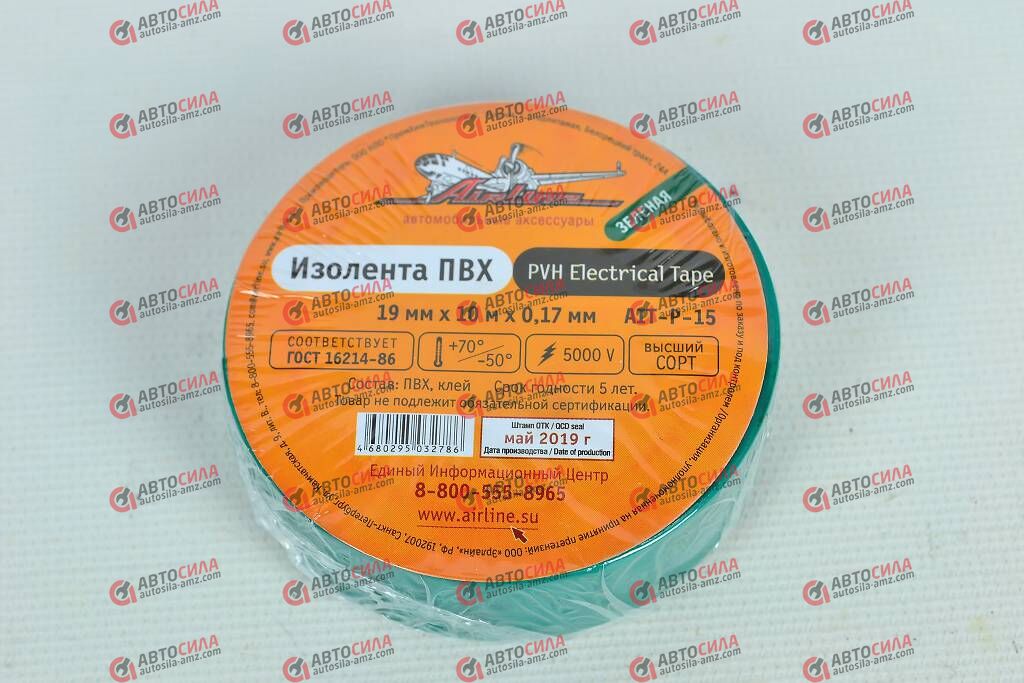 Airline
автомобильные аксессуары
ЗЕЛЕНАЯ
Изолента ПВХ
PVH Electrical Tape
19 мм х 10 м х 0,17 мм
АIT-P-15
СООТВЕТСТВУЕТ
ГОСТ 16214-86
+70°
-50°
5000 V
ВЫСШИЙ
СОРТ
Состав: ПВХ, клей
Срок годности 5 лет.
Товар не подлежит обязательной сертификации.
4 680295 032786
Штамп ОТК / QCD seal
май 2019 г
Дата производства / Date of production
Единый Информационный Центр
8-800-555-8965
www.airline.su
АВТОСИЛА
autosila-amz.com